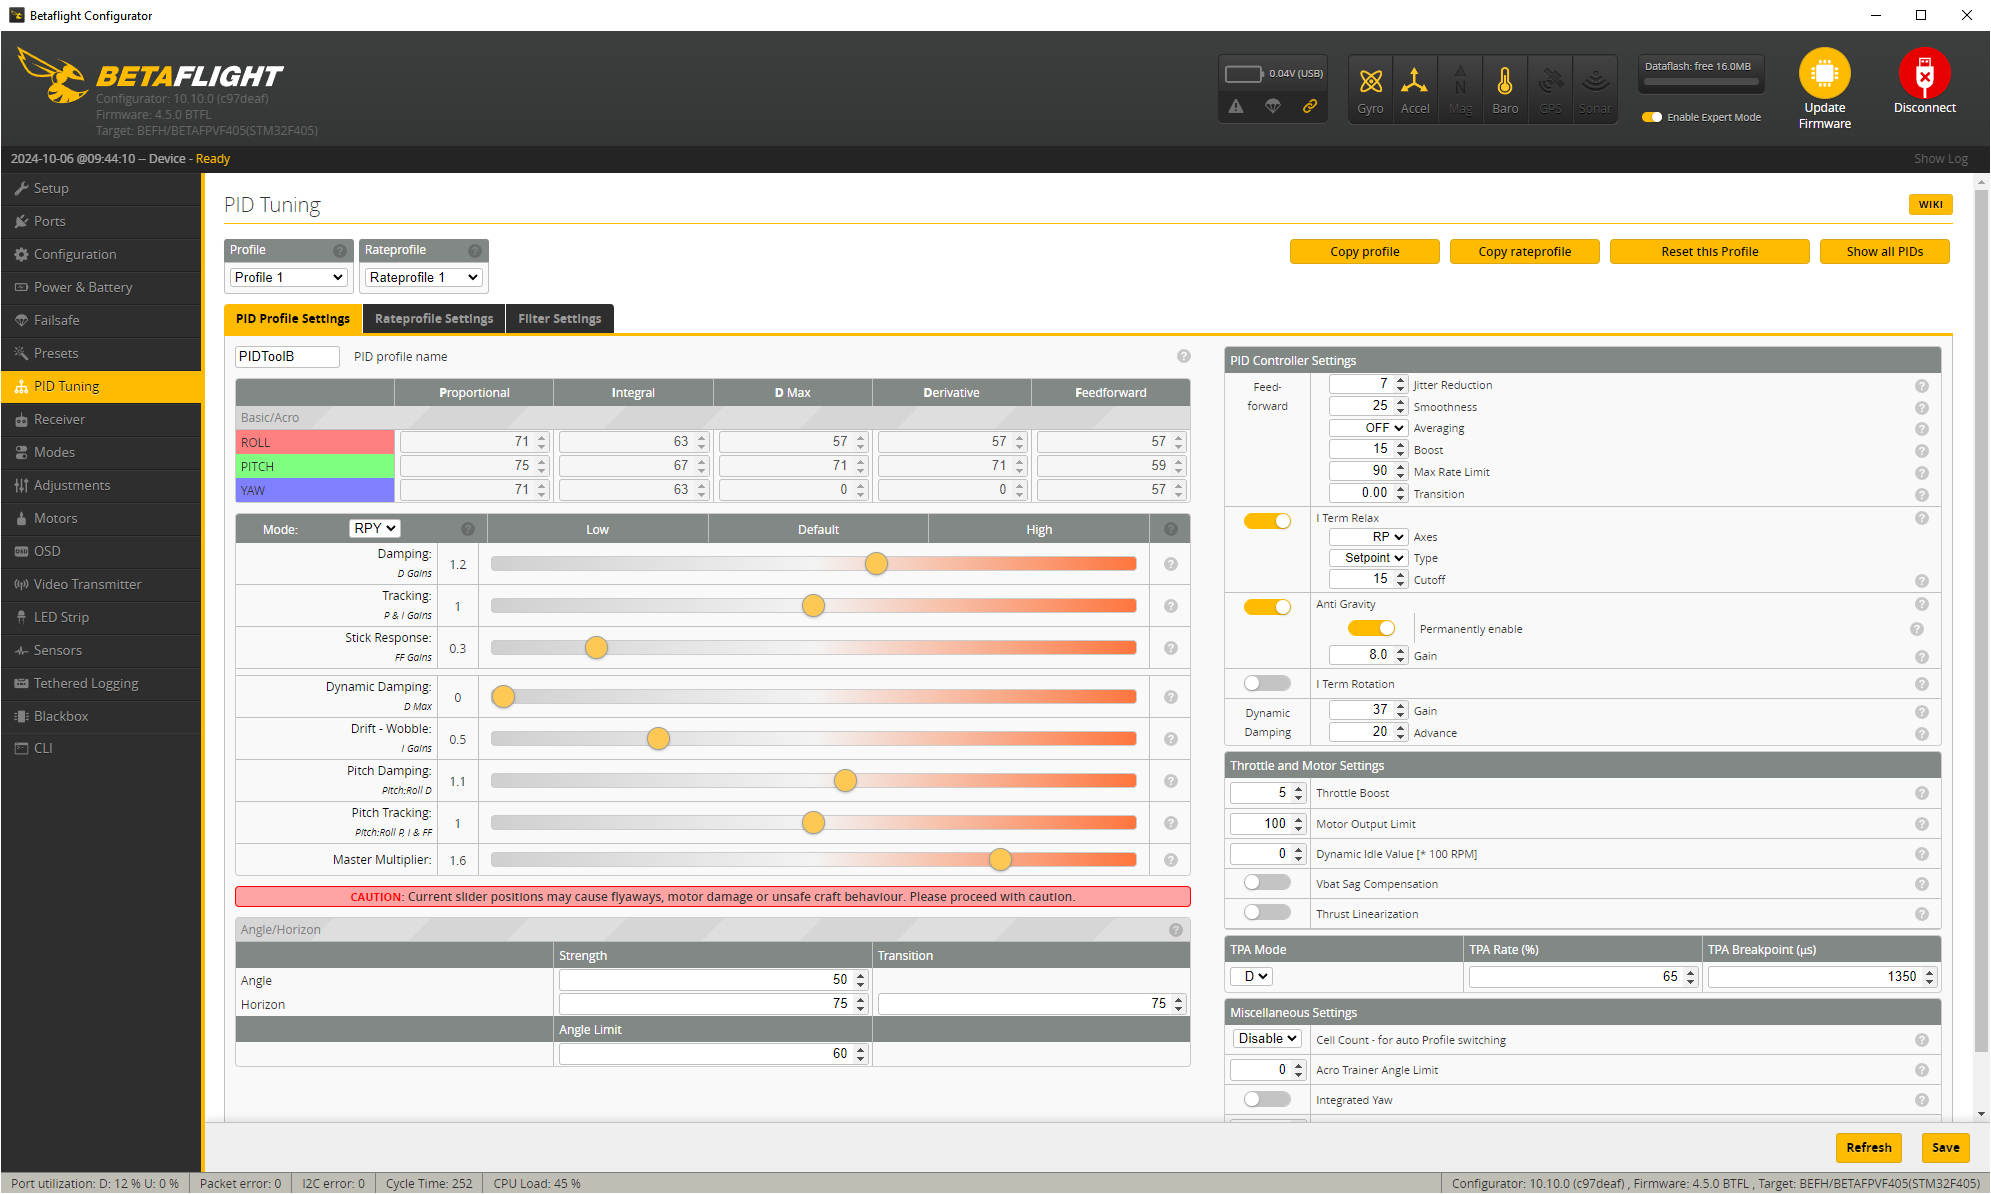 Betaflight Configurator
BETAFLIGHT
Configurator: 10.10.0 (c97deaf)
Firmware: 4.5.0 BTFL
Target: BEFH/BETAFPVF405(STM32F405)
0.04V (USB)
Gyro
Accel
Mag
Baro
GPS
Sonar
Dataflash: free 16.0MB
Enable Expert Mode
Update
Firmware
Disconnect
2024-10-06 @09:44:10 -- Device - Ready
Show Log
Setup
Ports
Configuration
Power & Battery
Failsafe
Presets
PID Tuning
Receiver
Modes
Adjustments
Motors
OSD
Video Transmitter
LED Strip
Sensors
Tethered Logging
Blackbox
CLI
PID Tuning
WIKI
Profile
Rateprofile
Profile 1
Rateprofile 1
Copy profile
Copy rateprofile
Reset this Profile
Show all PIDs
PID Profile Settings
Rateprofile Settings
Filter Settings
PIDToolB
PID profile name
Proportional Integral D Max Derivative Feedforward
Basic/Acro
ROLL 71 63 57 57 57
PITCH 75 67 71 71 59
YAW 71 63 0 0 57
Mode: RPY Low Default High
Damping:
D Gains
1.2
Tracking:
P & I Gains
1
Stick Response:
FF Gains
0.3
Dynamic Damping:
D Max
0
Drift - Wobble:
I Gains
0.5
Pitch Damping:
Pitch:Roll D
1.1
Pitch Tracking:
Pitch:Roll P, I & FF
1
Master Multiplier: 1.6
CAUTION: Current slider positions may cause flyaways, motor damage or unsafe craft behaviour. Please proceed with caution.
Angle/Horizon
Strength Transition
Angle 50
Horizon 75 75
Angle Limit
60
PID Controller Settings
Feed-
forward
7 Jitter Reduction
25 Smoothness
OFF Averaging
15 Boost
90 Max Rate Limit
0.00 Transition
I Term Relax
RP Axes
Setpoint Type
15 Cutoff
Anti Gravity
Permanently enable
8.0 Gain
I Term Rotation
Dynamic
Damping
37 Gain
20 Advance
Throttle and Motor Settings
5 Throttle Boost
100 Motor Output Limit
0 Dynamic Idle Value [* 100 RPM]
Vbat Sag Compensation
Thrust Linearization
TPA Mode TPA Rate (%) TPA Breakpoint (µs)
D 65 1350
Miscellaneous Settings
Disable Cell Count - for auto Profile switching
0 Acro Trainer Angle Limit
Integrated Yaw
Refresh
Save
Port utilization: D: 12 % U: 0 %
Packet error: 0
I2C error: 0
Cycle Time: 252
CPU Load: 45 %
Configurator: 10.10.0 (c97deaf) , Firmware: 4.5.0 BTFL , Target: BEFH/BETAFPVF405(STM32F405)